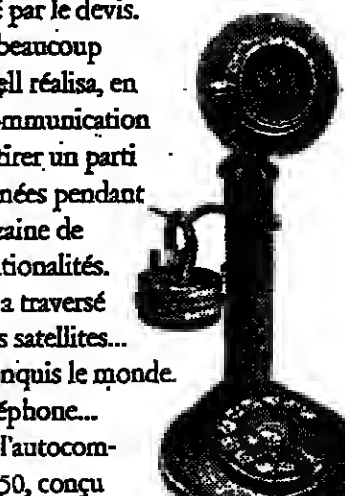 par le devis.
beaucoup
ell réalisa, en
mmunication
tirer un parti
nées pendant
aine de
tionalités.
a traversé
s satellites...
nquis le monde.
éphone...
l'autocom-
50, conçu